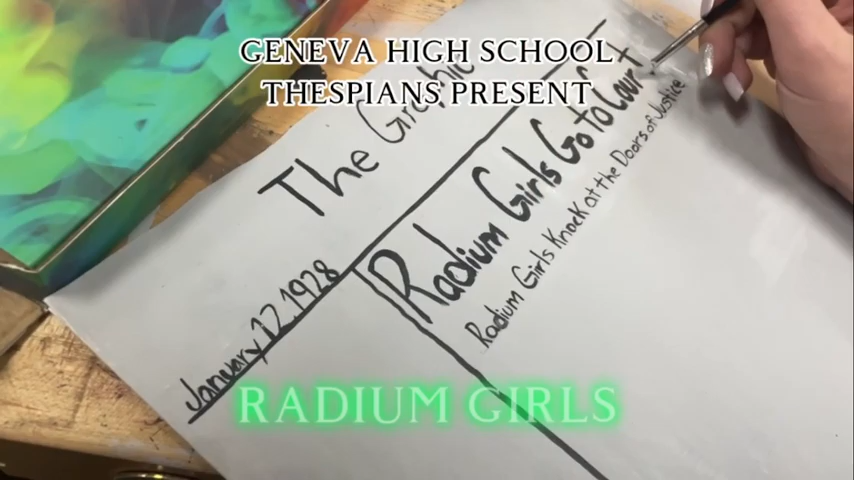 GENEVA HIGH SCHOOL
THESPIANS PRESENT
The Graphic
January 12, 1928
Radium Girls Go to Court
Radium Girls Knock at the Doors of Justice
RADIUM GIRLS